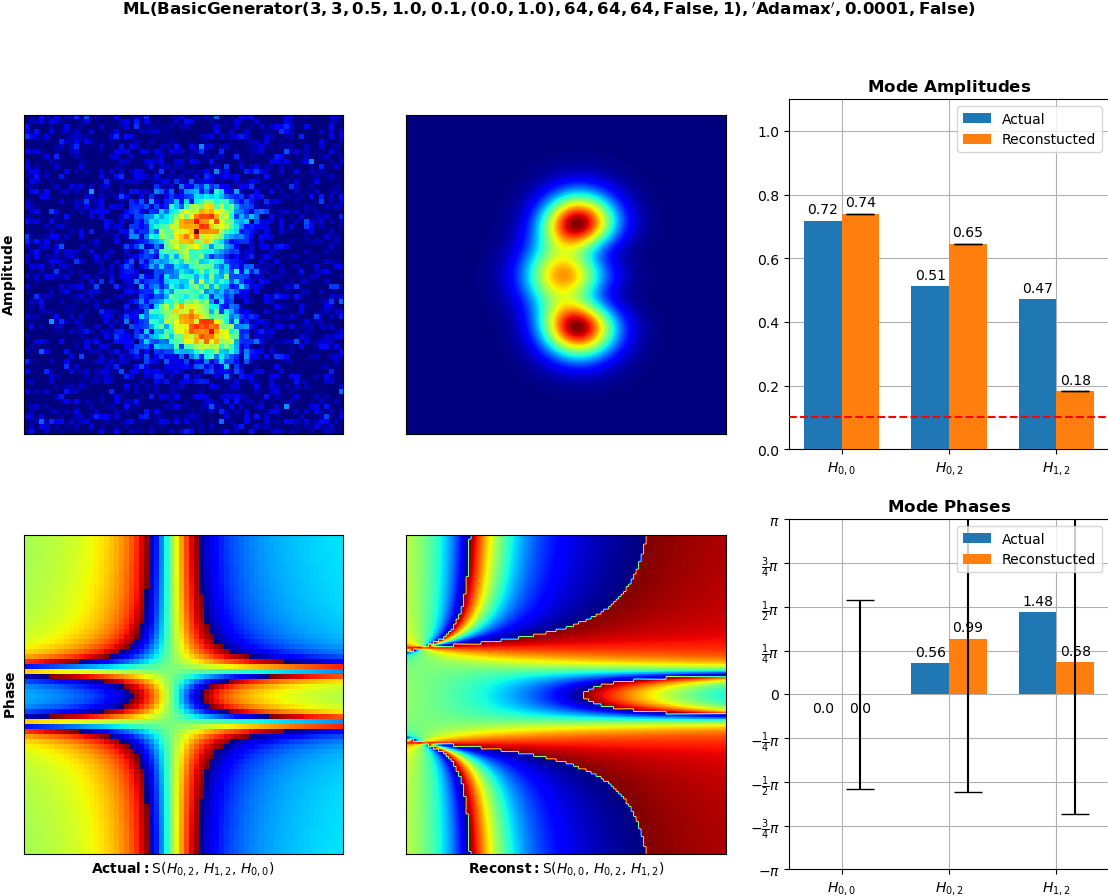 ML(BasicGenerator(3, 3, 0.5, 1.0, 0.1, (0.0, 1.0), 64, 64, 64, False, 1), ′Adamax′, 0.0001, False)
Amplitude
Mode Amplitudes
Actual
Reconstucted
1.0
0.8
0.6
0.4
0.2
0.0
0.72
0.74
0.51
0.65
0.47
0.18
H0,0
H0,2
H1,2
Phase
Actual: S(H0,2, H1,2, H0,0)
Reconst: S(H0,0, H0,2, H1,2)
Mode Phases
Actual
Reconstucted
π
3/4π
1/2π
1/4π
0
−1/4π
−1/2π
−3/4π
−π
0.0
0.0
0.56
0.99
1.48
0.58
H0,0
H0,2
H1,2